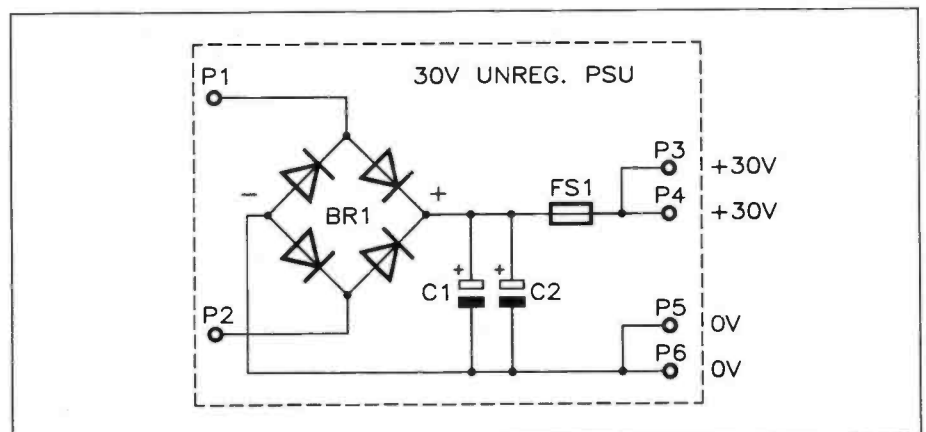 P1
30V UNREG. PSU
P3
+30V
–
BR1
+
FS1
P4
+30V
+
C1
+
C2
P2
P5
0V
P6
0V